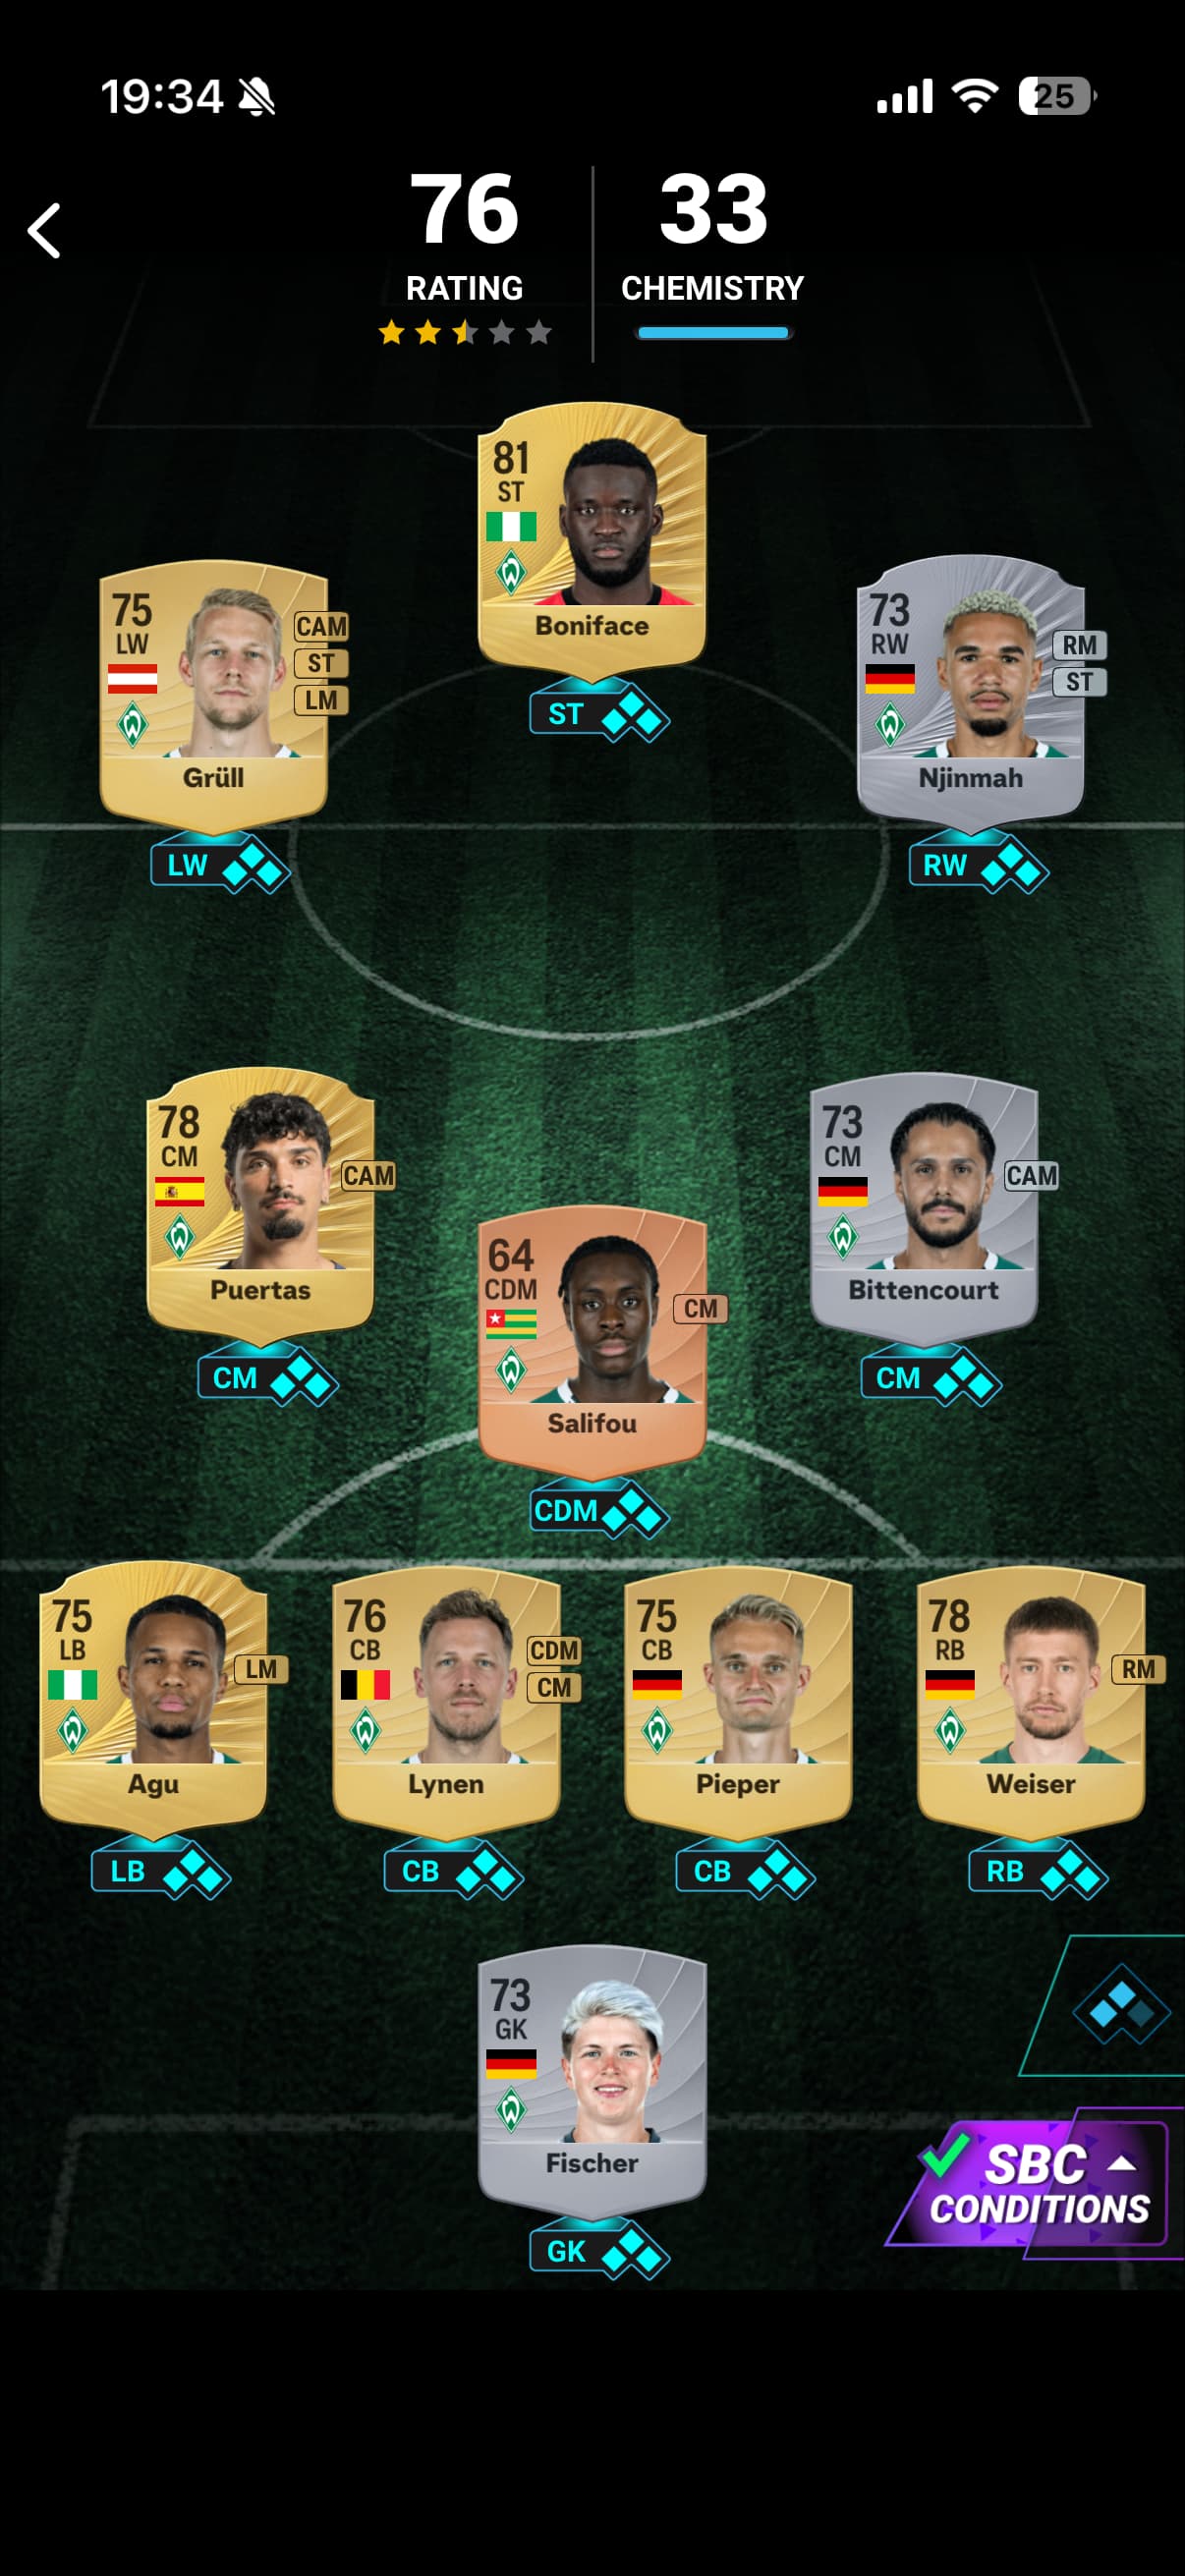 19:34
25
76
RATING
33
CHEMISTRY
81
ST
Boniface
ST
75
LW
CAM
ST
LM
Grüll
LW
73
RW
RM
ST
Njinmah
RW
78
CM
CAM
Puertas
CM
73
CM
CAM
Bittencourt
CM
64
CDM
CM
Salifou
CDM
75
LB
LM
Agu
LB
76
CB
CDM
CM
Lynen
CB
75
CB
Pieper
CB
78
RB
RM
Weiser
RB
73
GK
Fischer
GK
SBC
CONDITIONS